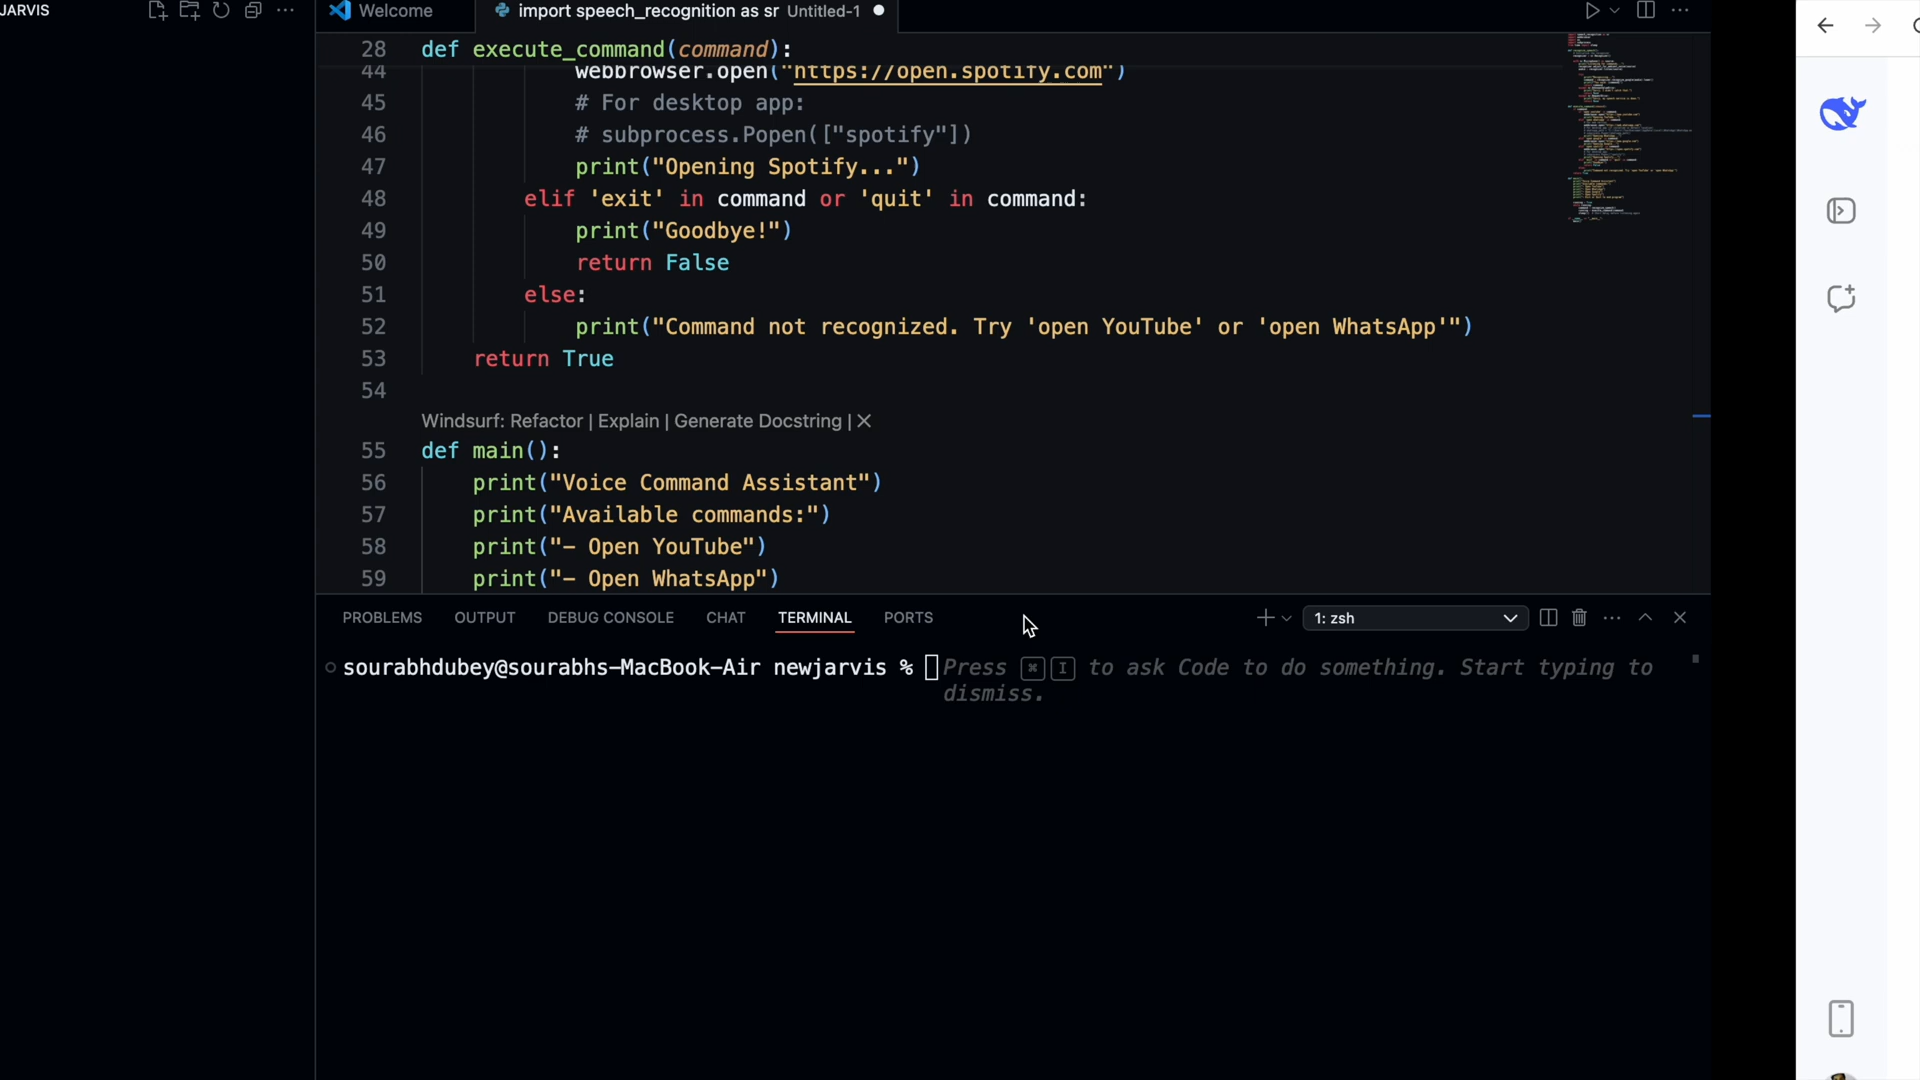 JARVIS
Welcome
import speech_recognition as sr Untitled-1
28 def execute_command(command):
44 webbrowser.open("https://open.spotify.com")
45 # For desktop app:
46 # subprocess.Popen(["spotify"])
47 print("Opening Spotify...")
48 elif 'exit' in command or 'quit' in command:
49 print("Goodbye!")
50 return False
51 else:
52 print("Command not recognized. Try 'open YouTube' or 'open WhatsApp'")
53 return True
54
Windsurf: Refactor | Explain | Generate Docstring | ✕
55 def main():
56 print("Voice Command Assistant")
57 print("Available commands:")
58 print("- Open YouTube")
59 print("- Open WhatsApp")
PROBLEMS OUTPUT DEBUG CONSOLE CHAT TERMINAL PORTS
1: zsh
sourabhdubey@sourabhs-MacBook-Air newjarvis % Press ⌘ I to ask Code to do something. Start typing to
dismiss.